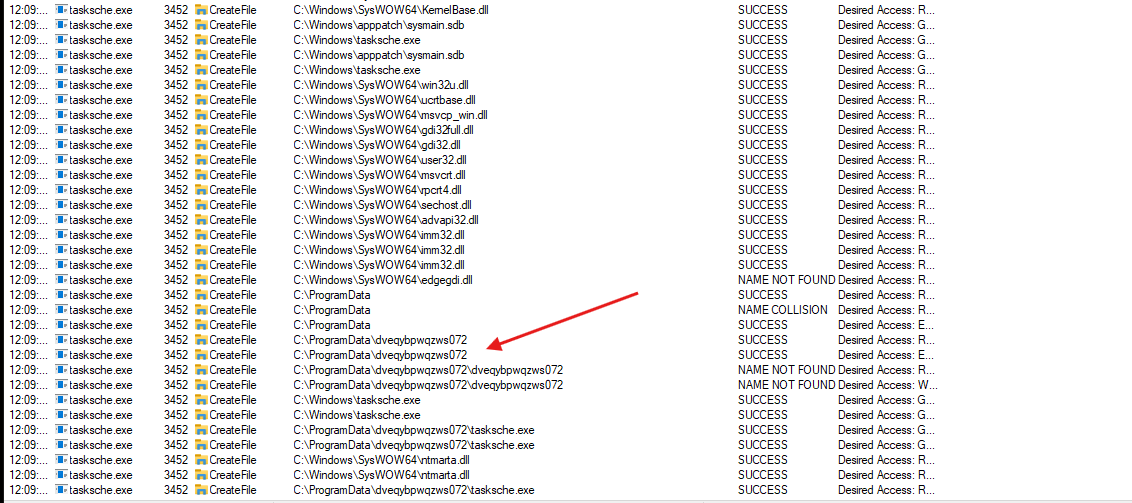 12:09:... tasksche.exe 3452 CreateFile C:\Windows\SysWOW64\KernelBase.dll SUCCESS Desired Access: R...
12:09:... tasksche.exe 3452 CreateFile C:\Windows\apppatch\sysmain.sdb SUCCESS Desired Access: G...
12:09:... tasksche.exe 3452 CreateFile C:\Windows\tasksche.exe SUCCESS Desired Access: G...
12:09:... tasksche.exe 3452 CreateFile C:\Windows\apppatch\sysmain.sdb SUCCESS Desired Access: G...
12:09:... tasksche.exe 3452 CreateFile C:\Windows\tasksche.exe SUCCESS Desired Access: G...
12:09:... tasksche.exe 3452 CreateFile C:\Windows\SysWOW64\win32u.dll SUCCESS Desired Access: R...
12:09:... tasksche.exe 3452 CreateFile C:\Windows\SysWOW64\ucrtbase.dll SUCCESS Desired Access: R...
12:09:... tasksche.exe 3452 CreateFile C:\Windows\SysWOW64\msvcp_win.dll SUCCESS Desired Access: R...
12:09:... tasksche.exe 3452 CreateFile C:\Windows\SysWOW64\gdi32full.dll SUCCESS Desired Access: R...
12:09:... tasksche.exe 3452 CreateFile C:\Windows\SysWOW64\gdi32.dll SUCCESS Desired Access: R...
12:09:... tasksche.exe 3452 CreateFile C:\Windows\SysWOW64\user32.dll SUCCESS Desired Access: R...
12:09:... tasksche.exe 3452 CreateFile C:\Windows\SysWOW64\msvcrt.dll SUCCESS Desired Access: R...
12:09:... tasksche.exe 3452 CreateFile C:\Windows\SysWOW64\rpcrt4.dll SUCCESS Desired Access: R...
12:09:... tasksche.exe 3452 CreateFile C:\Windows\SysWOW64\sechost.dll SUCCESS Desired Access: R...
12:09:... tasksche.exe 3452 CreateFile C:\Windows\SysWOW64\advapi32.dll SUCCESS Desired Access: R...
12:09:... tasksche.exe 3452 CreateFile C:\Windows\SysWOW64\imm32.dll SUCCESS Desired Access: R...
12:09:... tasksche.exe 3452 CreateFile C:\Windows\SysWOW64\imm32.dll SUCCESS Desired Access: R...
12:09:... tasksche.exe 3452 CreateFile C:\Windows\SysWOW64\imm32.dll SUCCESS Desired Access: R...
12:09:... tasksche.exe 3452 CreateFile C:\Windows\SysWOW64\edgegdi.dll NAME NOT FOUND Desired Access: R...
12:09:... tasksche.exe 3452 CreateFile C:\ProgramData SUCCESS Desired Access: R...
12:09:... tasksche.exe 3452 CreateFile C:\ProgramData NAME COLLISION Desired Access: R...
12:09:... tasksche.exe 3452 CreateFile C:\ProgramData SUCCESS Desired Access: E...
12:09:... tasksche.exe 3452 CreateFile C:\ProgramData\dveqybpwqzws072 SUCCESS Desired Access: R...
12:09:... tasksche.exe 3452 CreateFile C:\ProgramData\dveqybpwqzws072 SUCCESS Desired Access: E...
12:09:... tasksche.exe 3452 CreateFile C:\ProgramData\dveqybpwqzws072\dveqybpwqzws072 NAME NOT FOUND Desired Access: R...
12:09:... tasksche.exe 3452 CreateFile C:\ProgramData\dveqybpwqzws072\dveqybpwqzws072 NAME NOT FOUND Desired Access: W...
12:09:... tasksche.exe 3452 CreateFile C:\Windows\tasksche.exe SUCCESS Desired Access: G...
12:09:... tasksche.exe 3452 CreateFile C:\Windows\tasksche.exe SUCCESS Desired Access: G...
12:09:... tasksche.exe 3452 CreateFile C:\ProgramData\dveqybpwqzws072\tasksche.exe SUCCESS Desired Access: G...
12:09:... tasksche.exe 3452 CreateFile C:\ProgramData\dveqybpwqzws072\tasksche.exe SUCCESS Desired Access: G...
12:09:... tasksche.exe 3452 CreateFile C:\Windows\SysWOW64\ntmarta.dll SUCCESS Desired Access: R...
12:09:... tasksche.exe 3452 CreateFile C:\Windows\SysWOW64\ntmarta.dll SUCCESS Desired Access: R...
12:09:... tasksche.exe 3452 CreateFile C:\ProgramData\dveqybpwqzws072\tasksche.exe SUCCESS Desired Access: R...